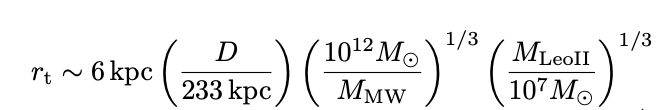 r_t ∼ 6 kpc (D / 233 kpc) (10^12 M_⊙ / M_MW)^1/3 (M_LeoII / 10^7 M_⊙)^1/3